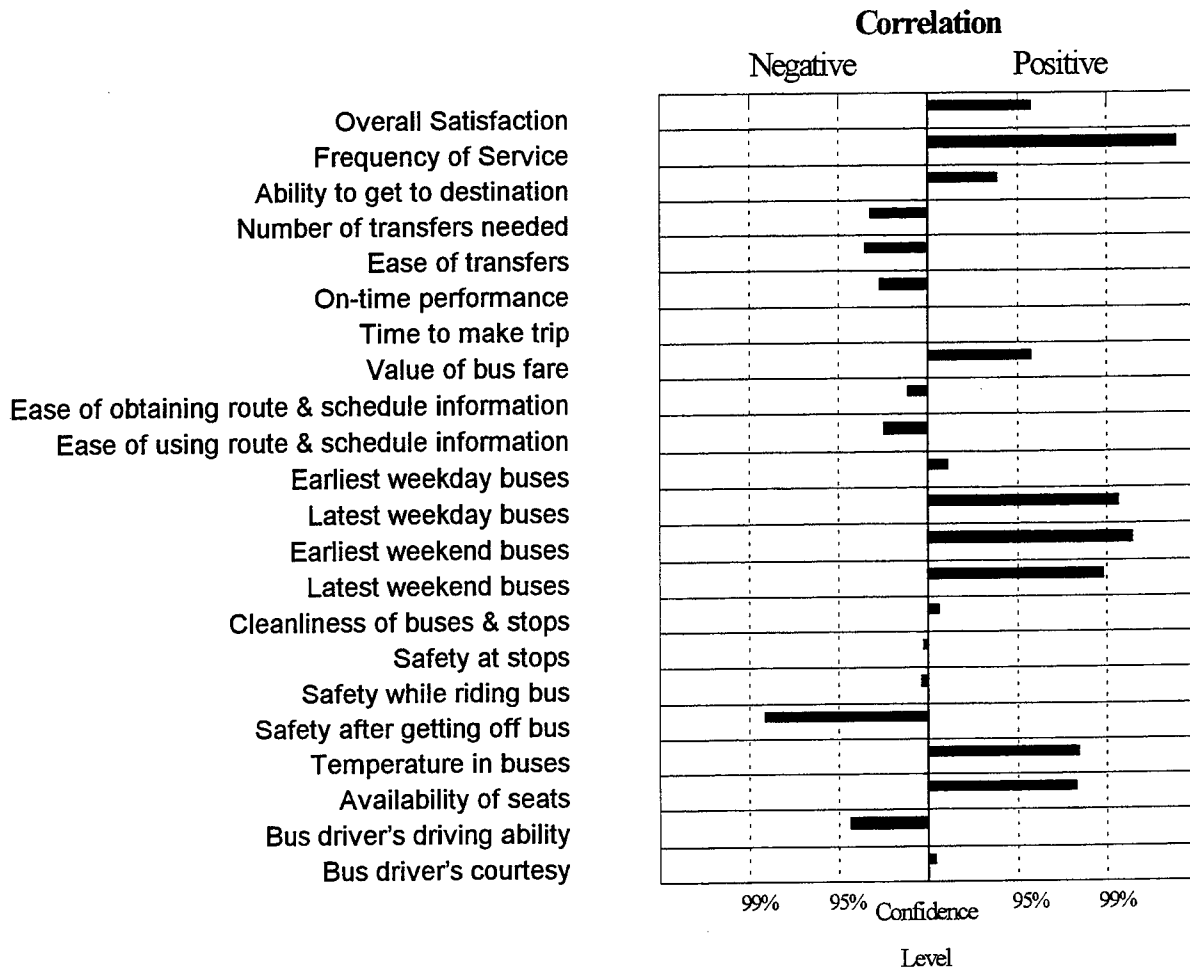 Correlation
Negative Positive
Overall Satisfaction
Frequency of Service
Ability to get to destination
Number of transfers needed
Ease of transfers
On-time performance
Time to make trip
Value of bus fare
Ease of obtaining route & schedule information
Ease of using route & schedule information
Earliest weekday buses
Latest weekday buses
Earliest weekend buses
Latest weekend buses
Cleanliness of buses & stops
Safety at stops
Safety while riding bus
Safety after getting off bus
Temperature in buses
Availability of seats
Bus driver's driving ability
Bus driver's courtesy
99% 95% Confidence 95% 99%
Level